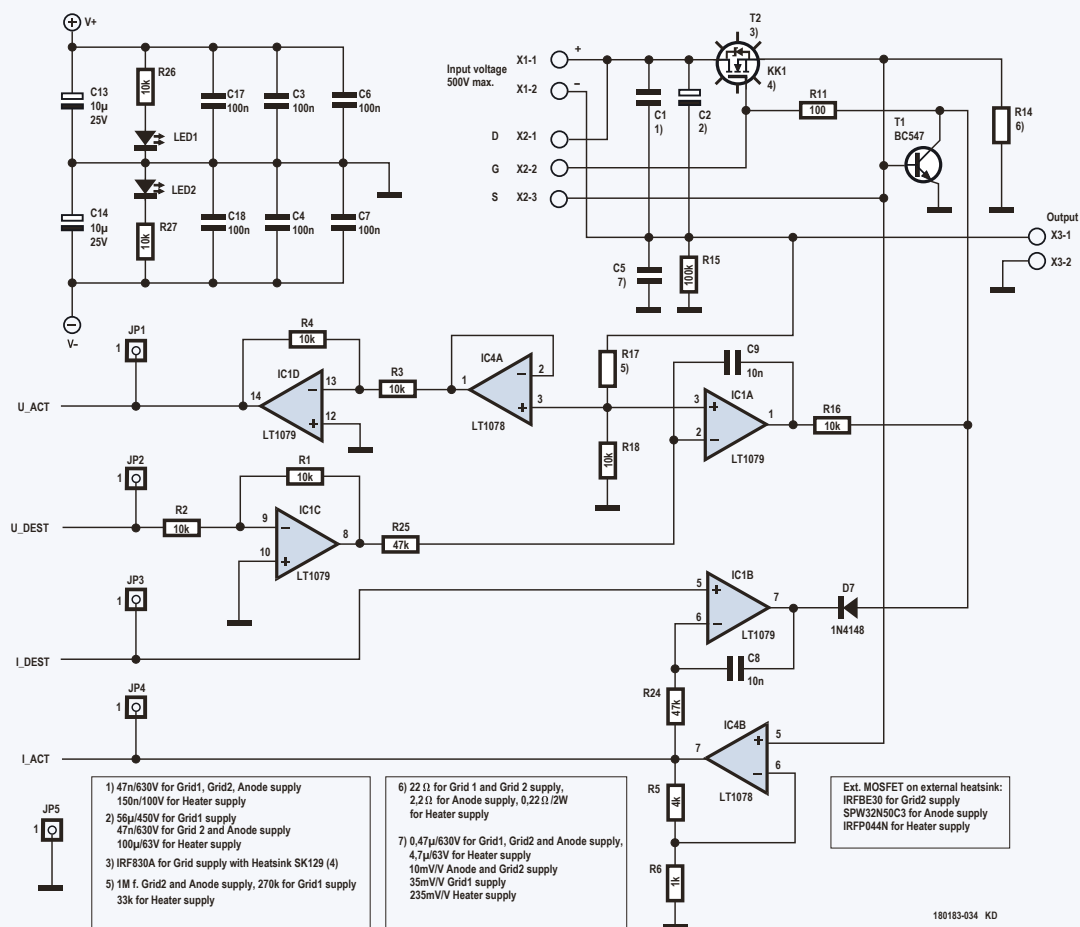 V+
C13
10µ
25V
R26
10k
LED1
C17
100n
C3
100n
C6
100n
C14
10µ
25V
LED2
R27
10k
C18
100n
C4
100n
C7
100n
V–
Input voltage
500V max.
X1-1
+
X1-2
–
D X2-1
G X2-2
S X2-3
T2
3)
KK1
4)
C1
1)
C2
2)
R11
100
T1
BC547
R14
6)
Output
X3-1
X3-2
C5
7)
R15
100k
JP1
1
U_ACT
R4
10k
IC1D
14
13
12
LT1079
R3
10k
IC4A
1
2
3
LT1078
R17
5)
R18
10k
C9
10n
IC1A
3
2
1
LT1079
R16
10k
JP2
1
U_DEST
R2
10k
R1
10k
IC1C
9
10
8
LT1079
R25
47k
JP3
1
I_DEST
IC1B
5
6
7
LT1079
D7
1N4148
C8
10n
R24
47k
JP4
1
I_ACT
IC4B
7
5
6
LT1078
R5
4k
R6
1k
JP5
1
1) 47n/630V for Grid1, Grid2, Anode supply
150n/100V for Heater supply
2) 56µ/450V for Grid1 supply
47n/630V for Grid 2 and Anode supply
100µ/63V for Heater supply
3) IRF830A for Grid supply with Heatsink SK129 (4)
5) 1M f. Grid2 and Anode supply, 270k for Grid1 supply
33k for Heater supply
6) 22 Ω for Grid 1 and Grid 2 supply,
2,2 Ω for Anode supply, 0,22 Ω /2W
for Heater supply
7) 0,47µ/630V for Grid1, Grid2 and Anode supply,
4,7µ/63V for Heater supply
10mV/V Anode and Grid2 supply
35mV/V Grid1 supply
235mV/V Heater supply
Ext. MOSFET on external heatsink:
IRFBE30 for Grid2 supply
SPW32N50C3 for Anode supply
IRFP044N for Heater supply
180183-034 KD